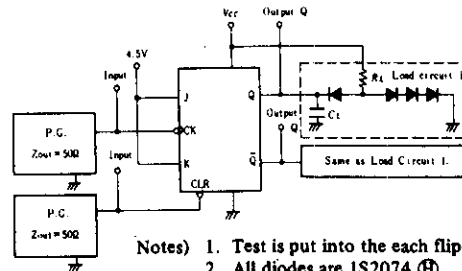 Vcc
Output Q
4.5V
Input
RL
Load circuit 1
P.G.
Zout = 50Ω
J
CK
K
CLR
Q
Q̅
CL
Output
Q̅
Input
Same as Load Circuit 1.
P.G.
Zout = 50Ω
Notes) 1. Test is put into the each flip
2. All diodes are 1S2074 Ⓗ